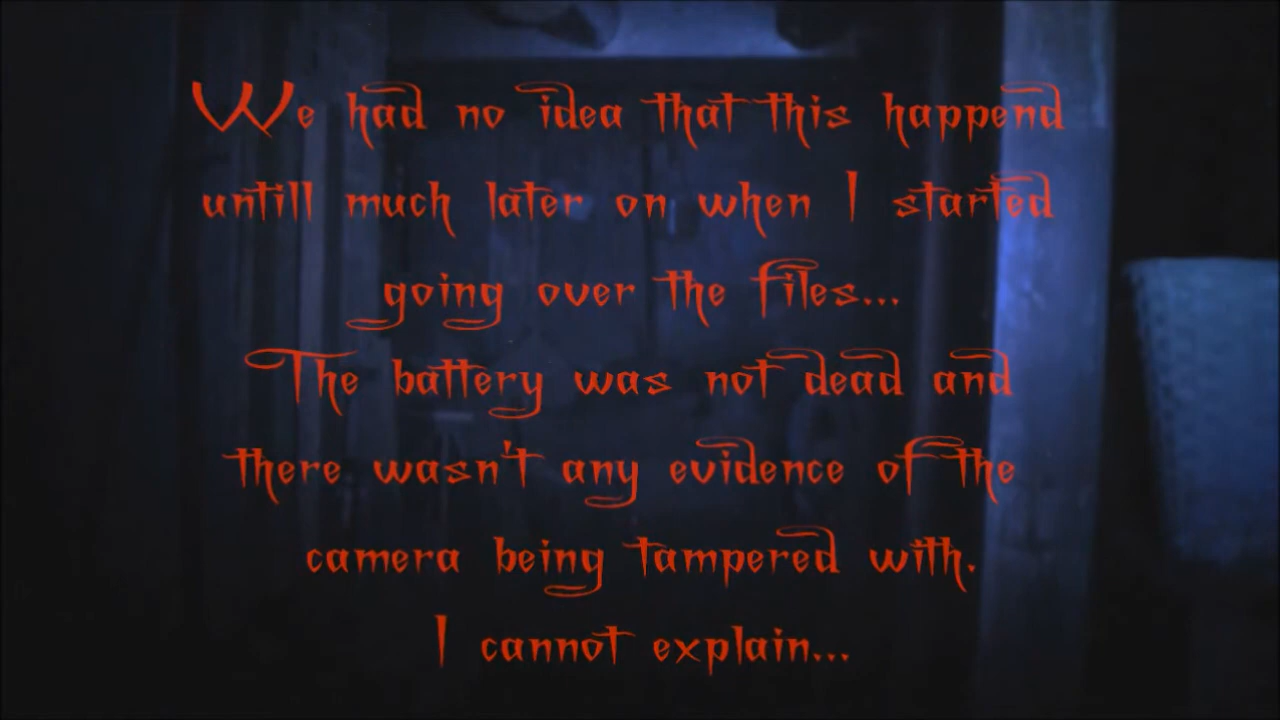 We had no idea that this happend
untill much later on when I started
going over the files...
The battery was not dead and
there wasn't any evidence of the
camera being tampered with.
I cannot explain...